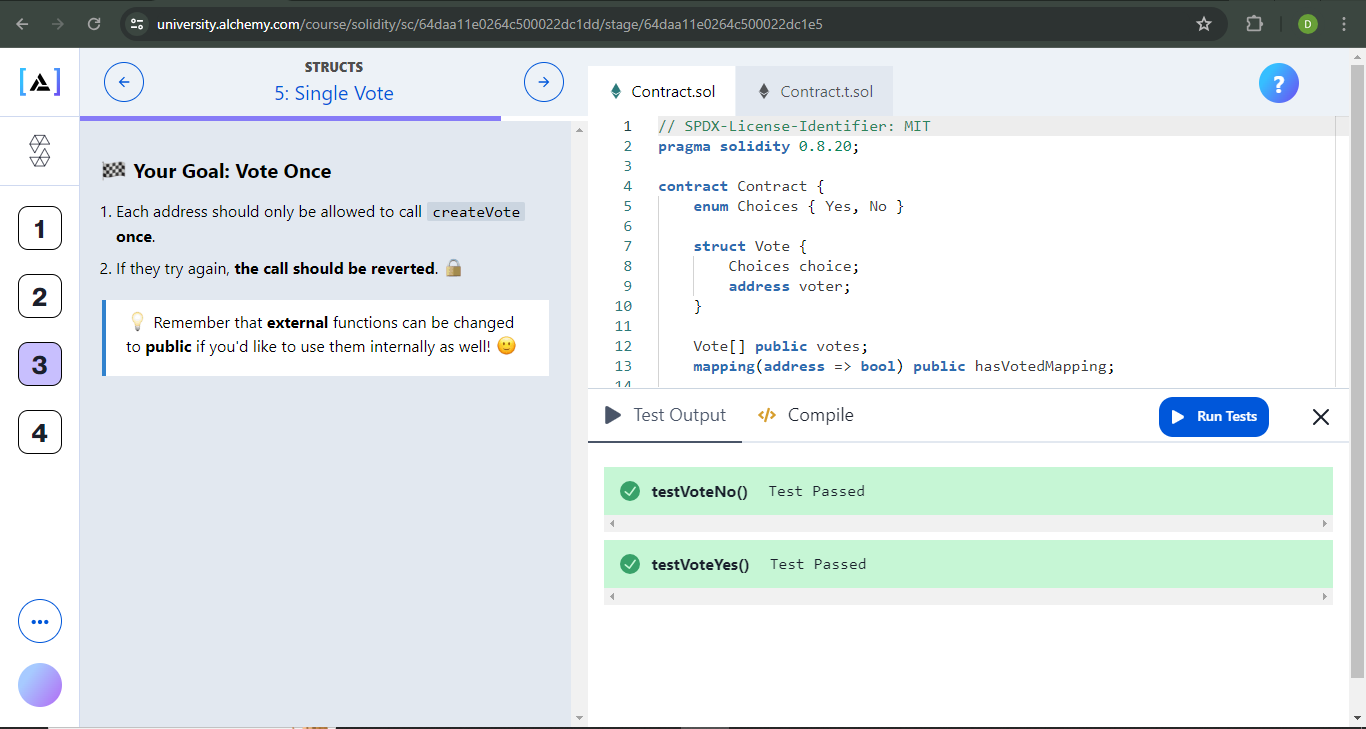 university.alchemy.com/course/solidity/sc/64daa11e0264c500022dc1dd/stage/64daa11e0264c500022dc1e5
D
STRUCTS
5: Single Vote
1
2
3
4
Your Goal: Vote Once
1. Each address should only be allowed to call createVote
once.
2. If they try again, the call should be reverted.
Remember that external functions can be changed
to public if you'd like to use them internally as well!
Contract.sol
Contract.t.sol
?
1 // SPDX-License-Identifier: MIT
2 pragma solidity 0.8.20;
3
4 contract Contract {
5 enum Choices { Yes, No }
6
7 struct Vote {
8 Choices choice;
9 address voter;
10 }
11
12 Vote[] public votes;
13 mapping(address => bool) public hasVotedMapping;
14
Test Output
</> Compile
Run Tests
testVoteNo() Test Passed
testVoteYes() Test Passed